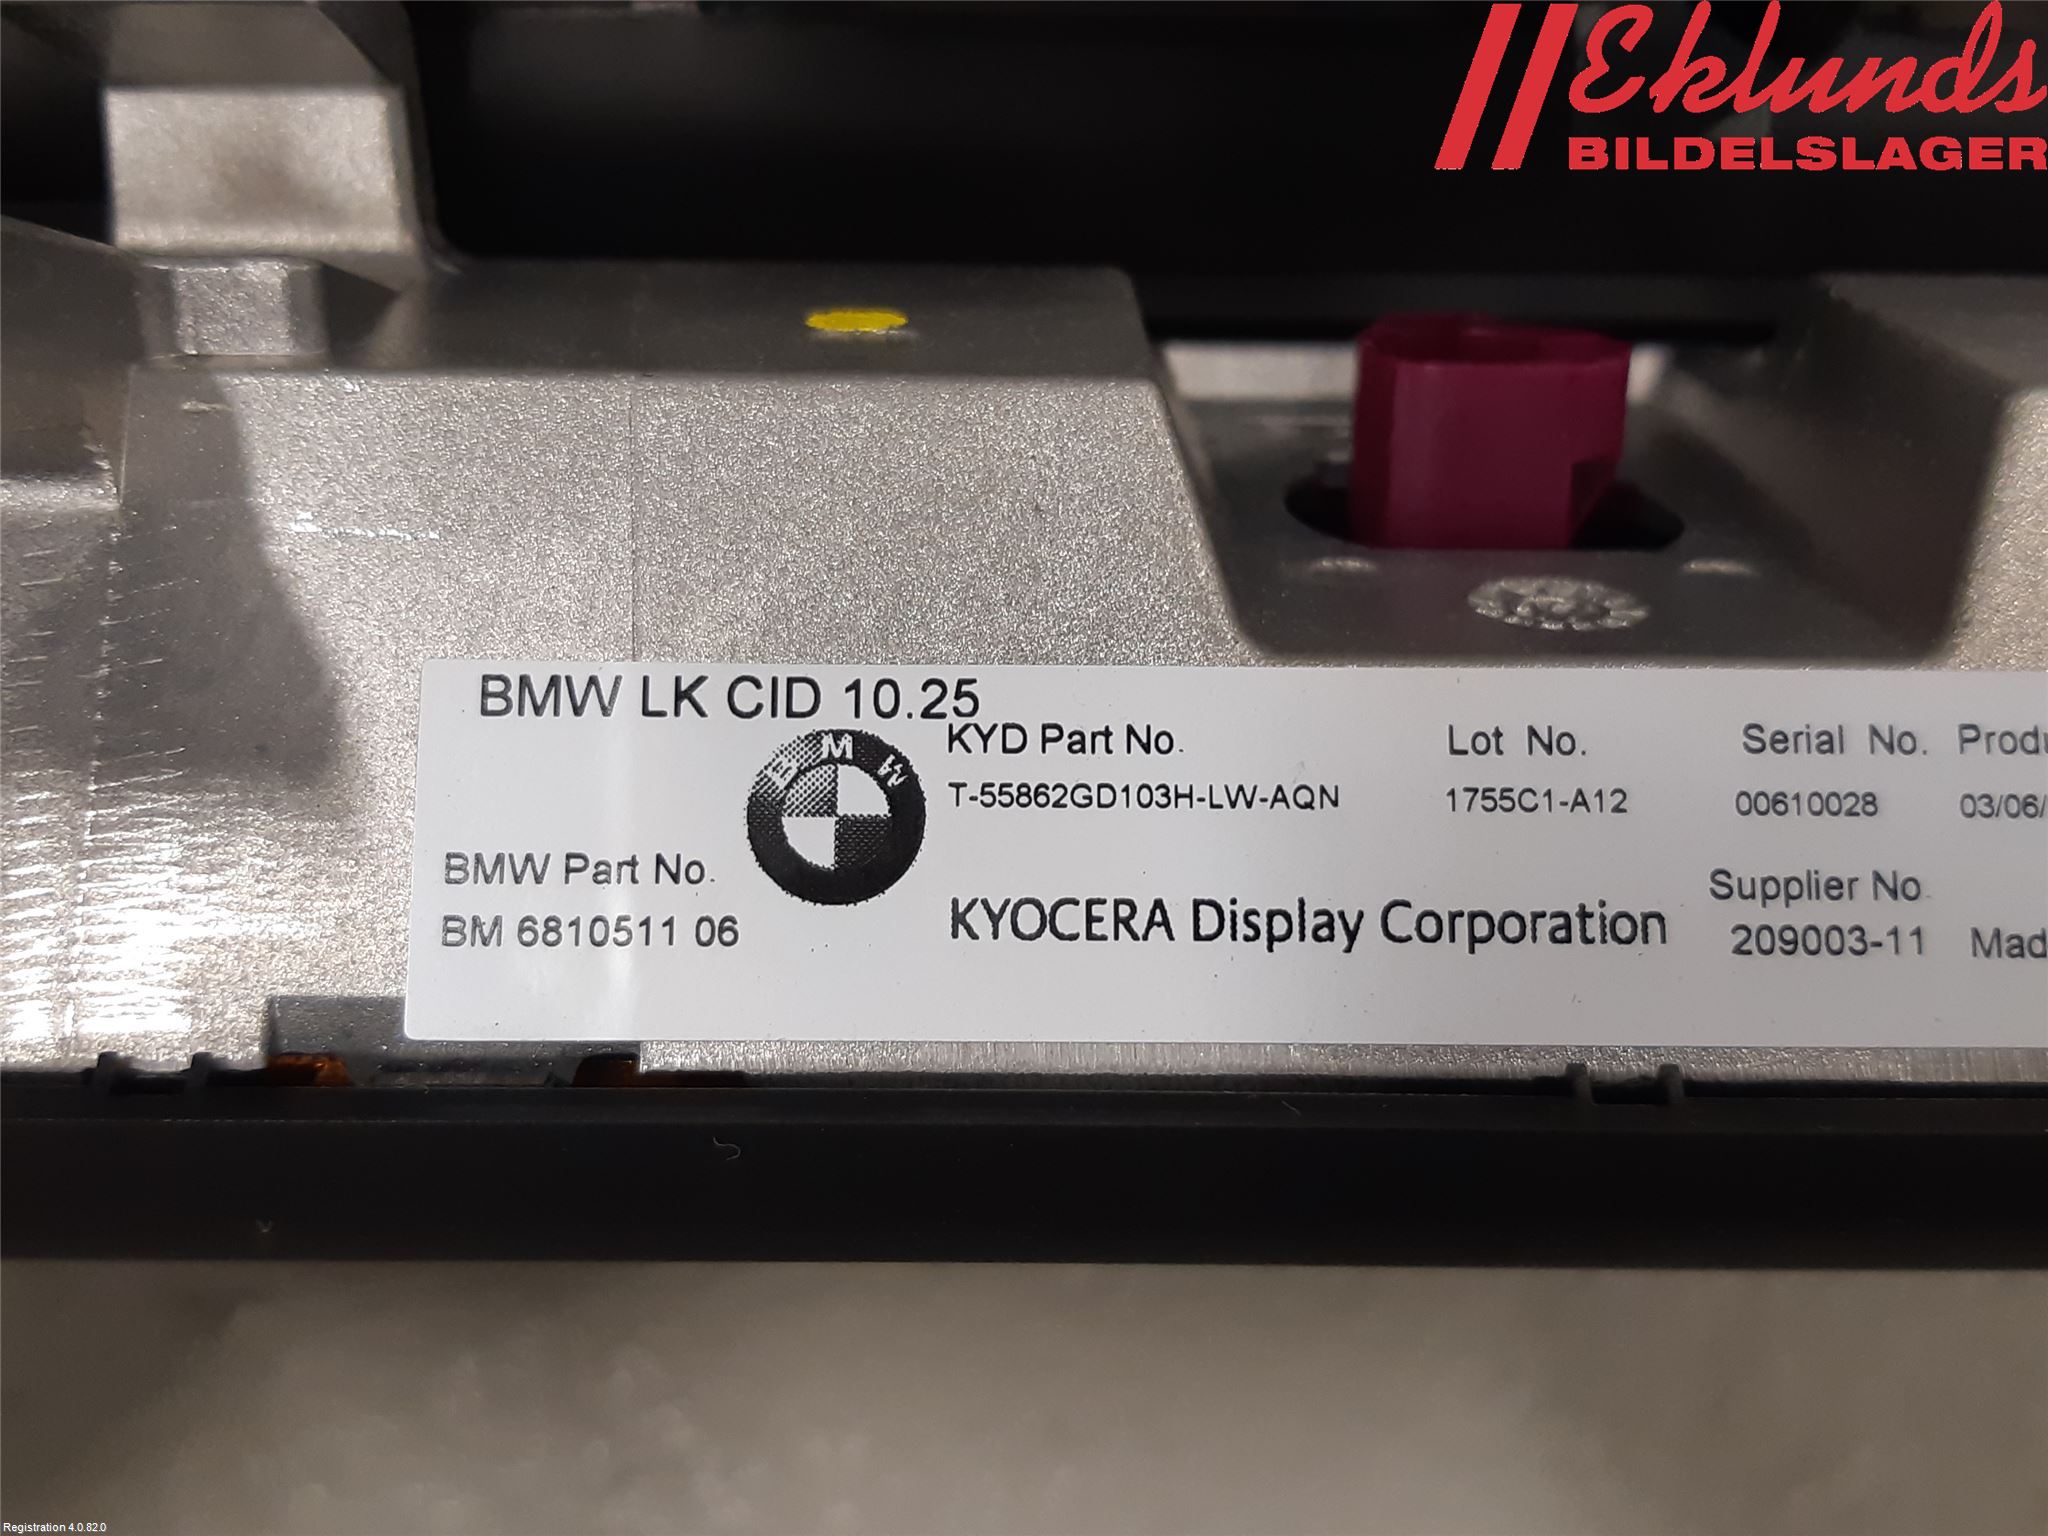 Eklunds
BILDELSLAGER
BMW LK CID 10.25
BMW
KYD Part No. Lot No. Serial No.
T-55862GD103H-LW-AQN 1755C1-A12 00610028 03/06/
BMW Part No. Supplier No.
BM 6810511 06 KYOCERA Display Corporation 209003-11
Registration 4.0.82.0